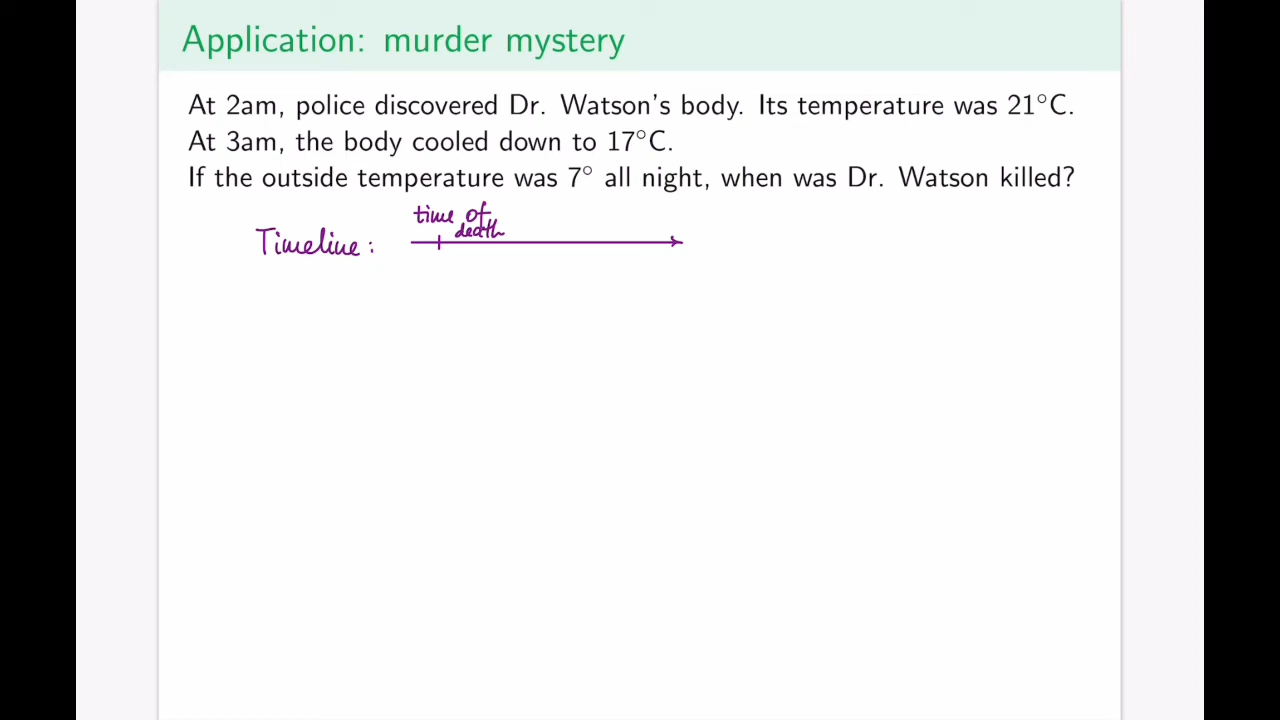 Application: murder mystery
At 2am, police discovered Dr. Watson's body. Its temperature was 21°C.
At 3am, the body cooled down to 17°C.
If the outside temperature was 7° all night, when was Dr. Watson killed?
time of
death
Timeline: